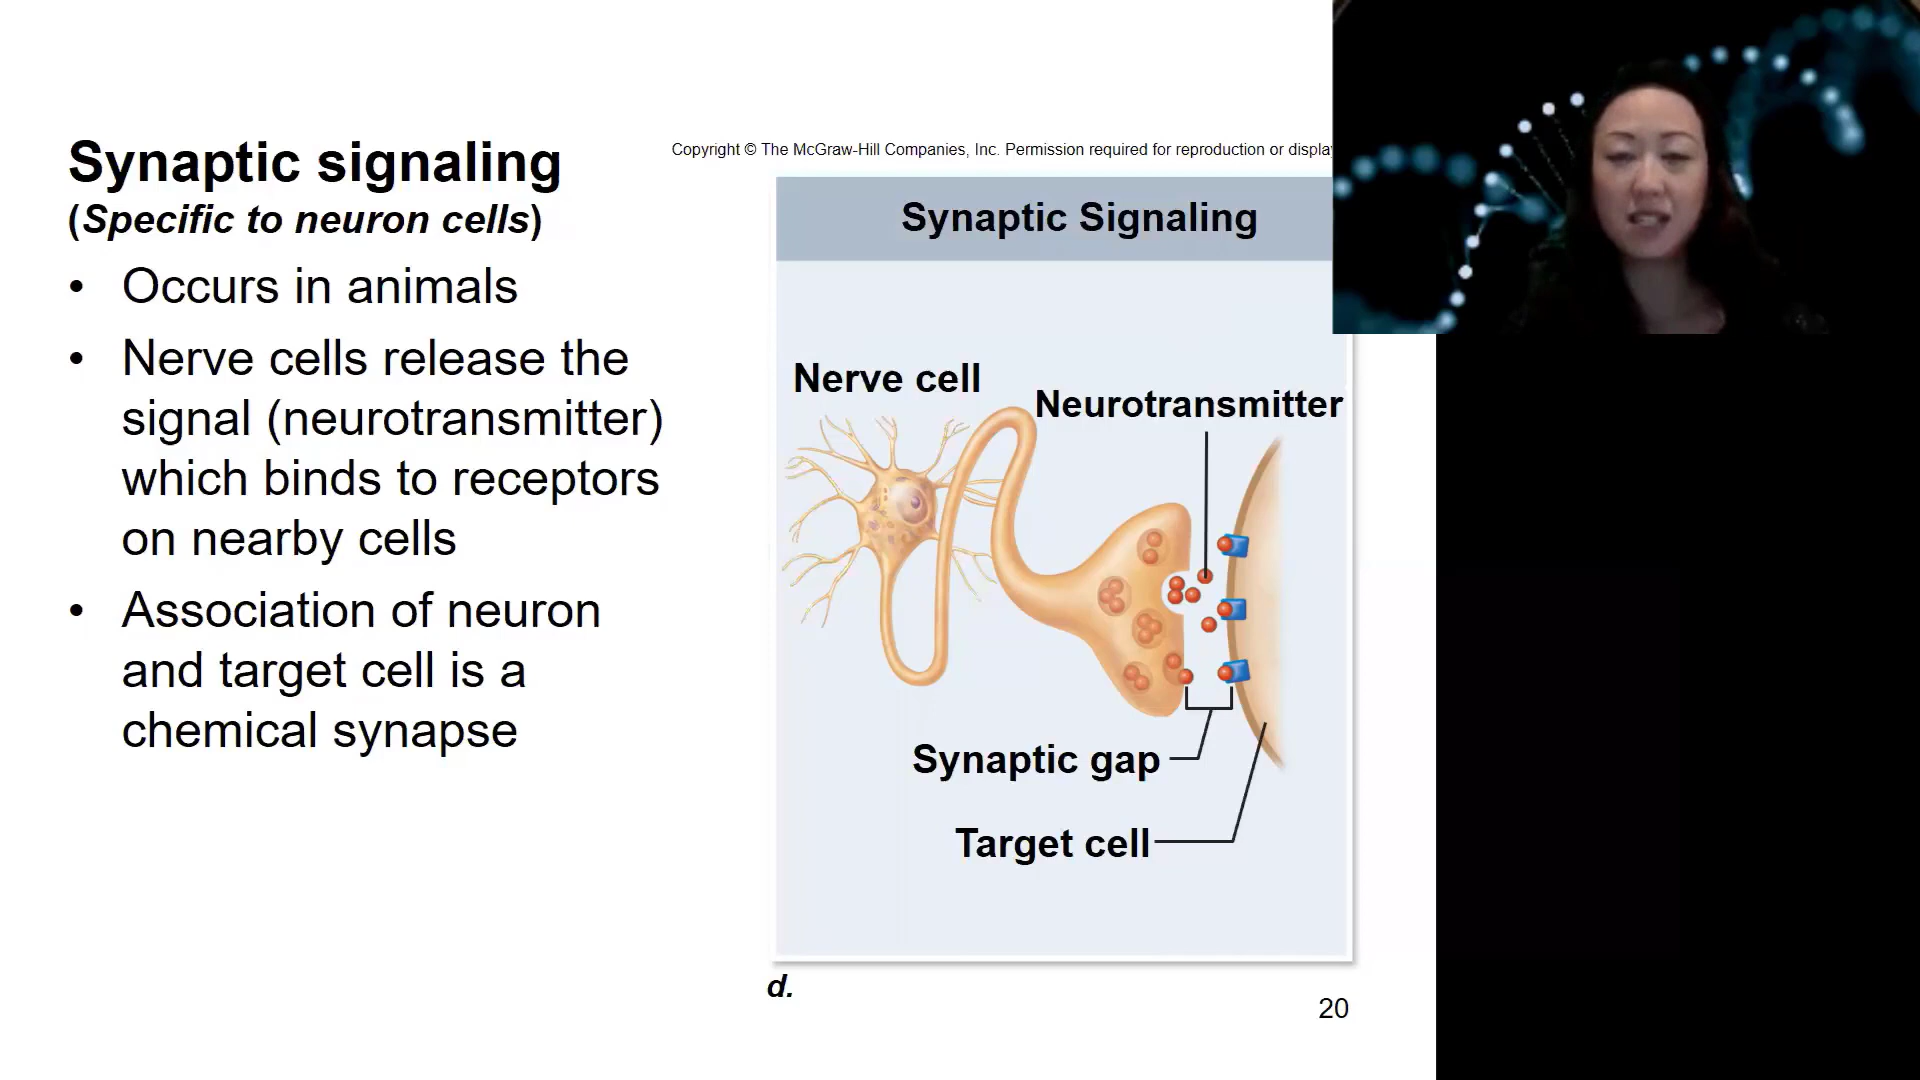 Synaptic signaling
(Specific to neuron cells)
• Occurs in animals
• Nerve cells release the
signal (neurotransmitter)
which binds to receptors
on nearby cells
• Association of neuron
and target cell is a
chemical synapse
Copyright © The McGraw-Hill Companies, Inc. Permission required for reproduction or
Synaptic Signaling
Nerve cell
Neurotransmitter
Synaptic gap
Target cell
d.
20